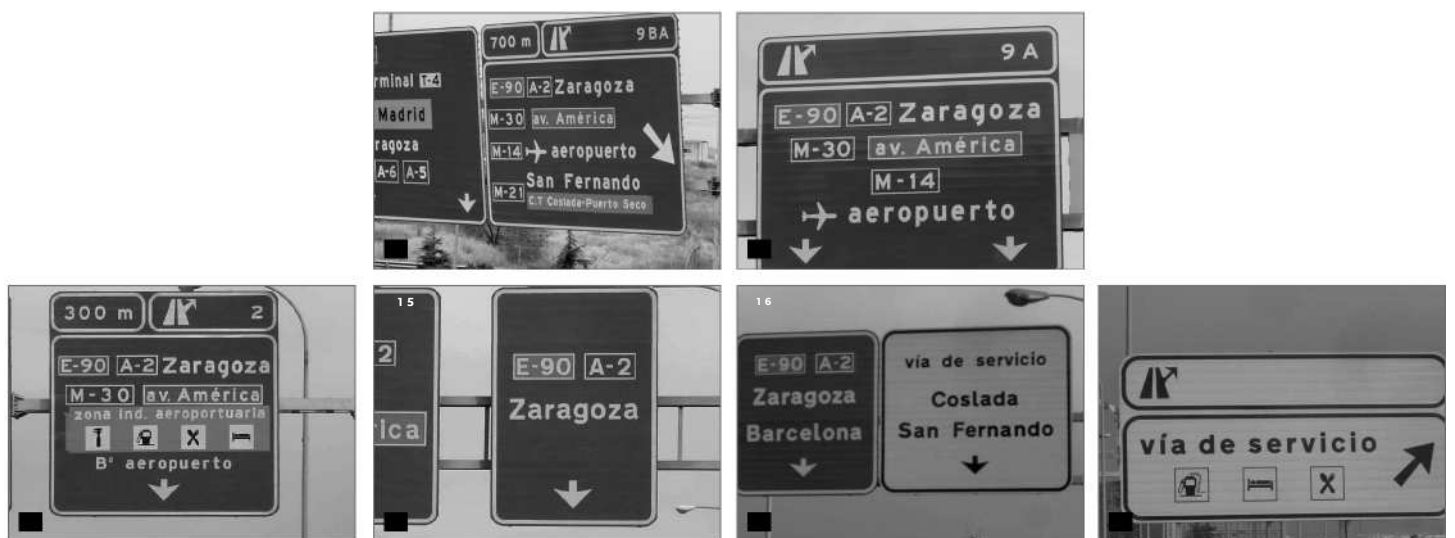 rminal T-4
Madrid
ragoza
A-6 A-5
700 m 9BA
E-90 A-2 Zaragoza
M-30 av. América
M-14 aeropuerto
San Fernando
M-21 C.T Coslada-Puerto Seco
9 A
E-90 A-2 Zaragoza
M-30 av. América
M-14
aeropuerto
300 m 2
E-90 A-2 Zaragoza
M-30 av. América
zona ind. aeroportuaria
Bº aeropuerto
15
2
rica
E-90 A-2
Zaragoza
16
E-90 A-2
Zaragoza
Barcelona
vía de servicio
Coslada
San Fernando
vía de servicio